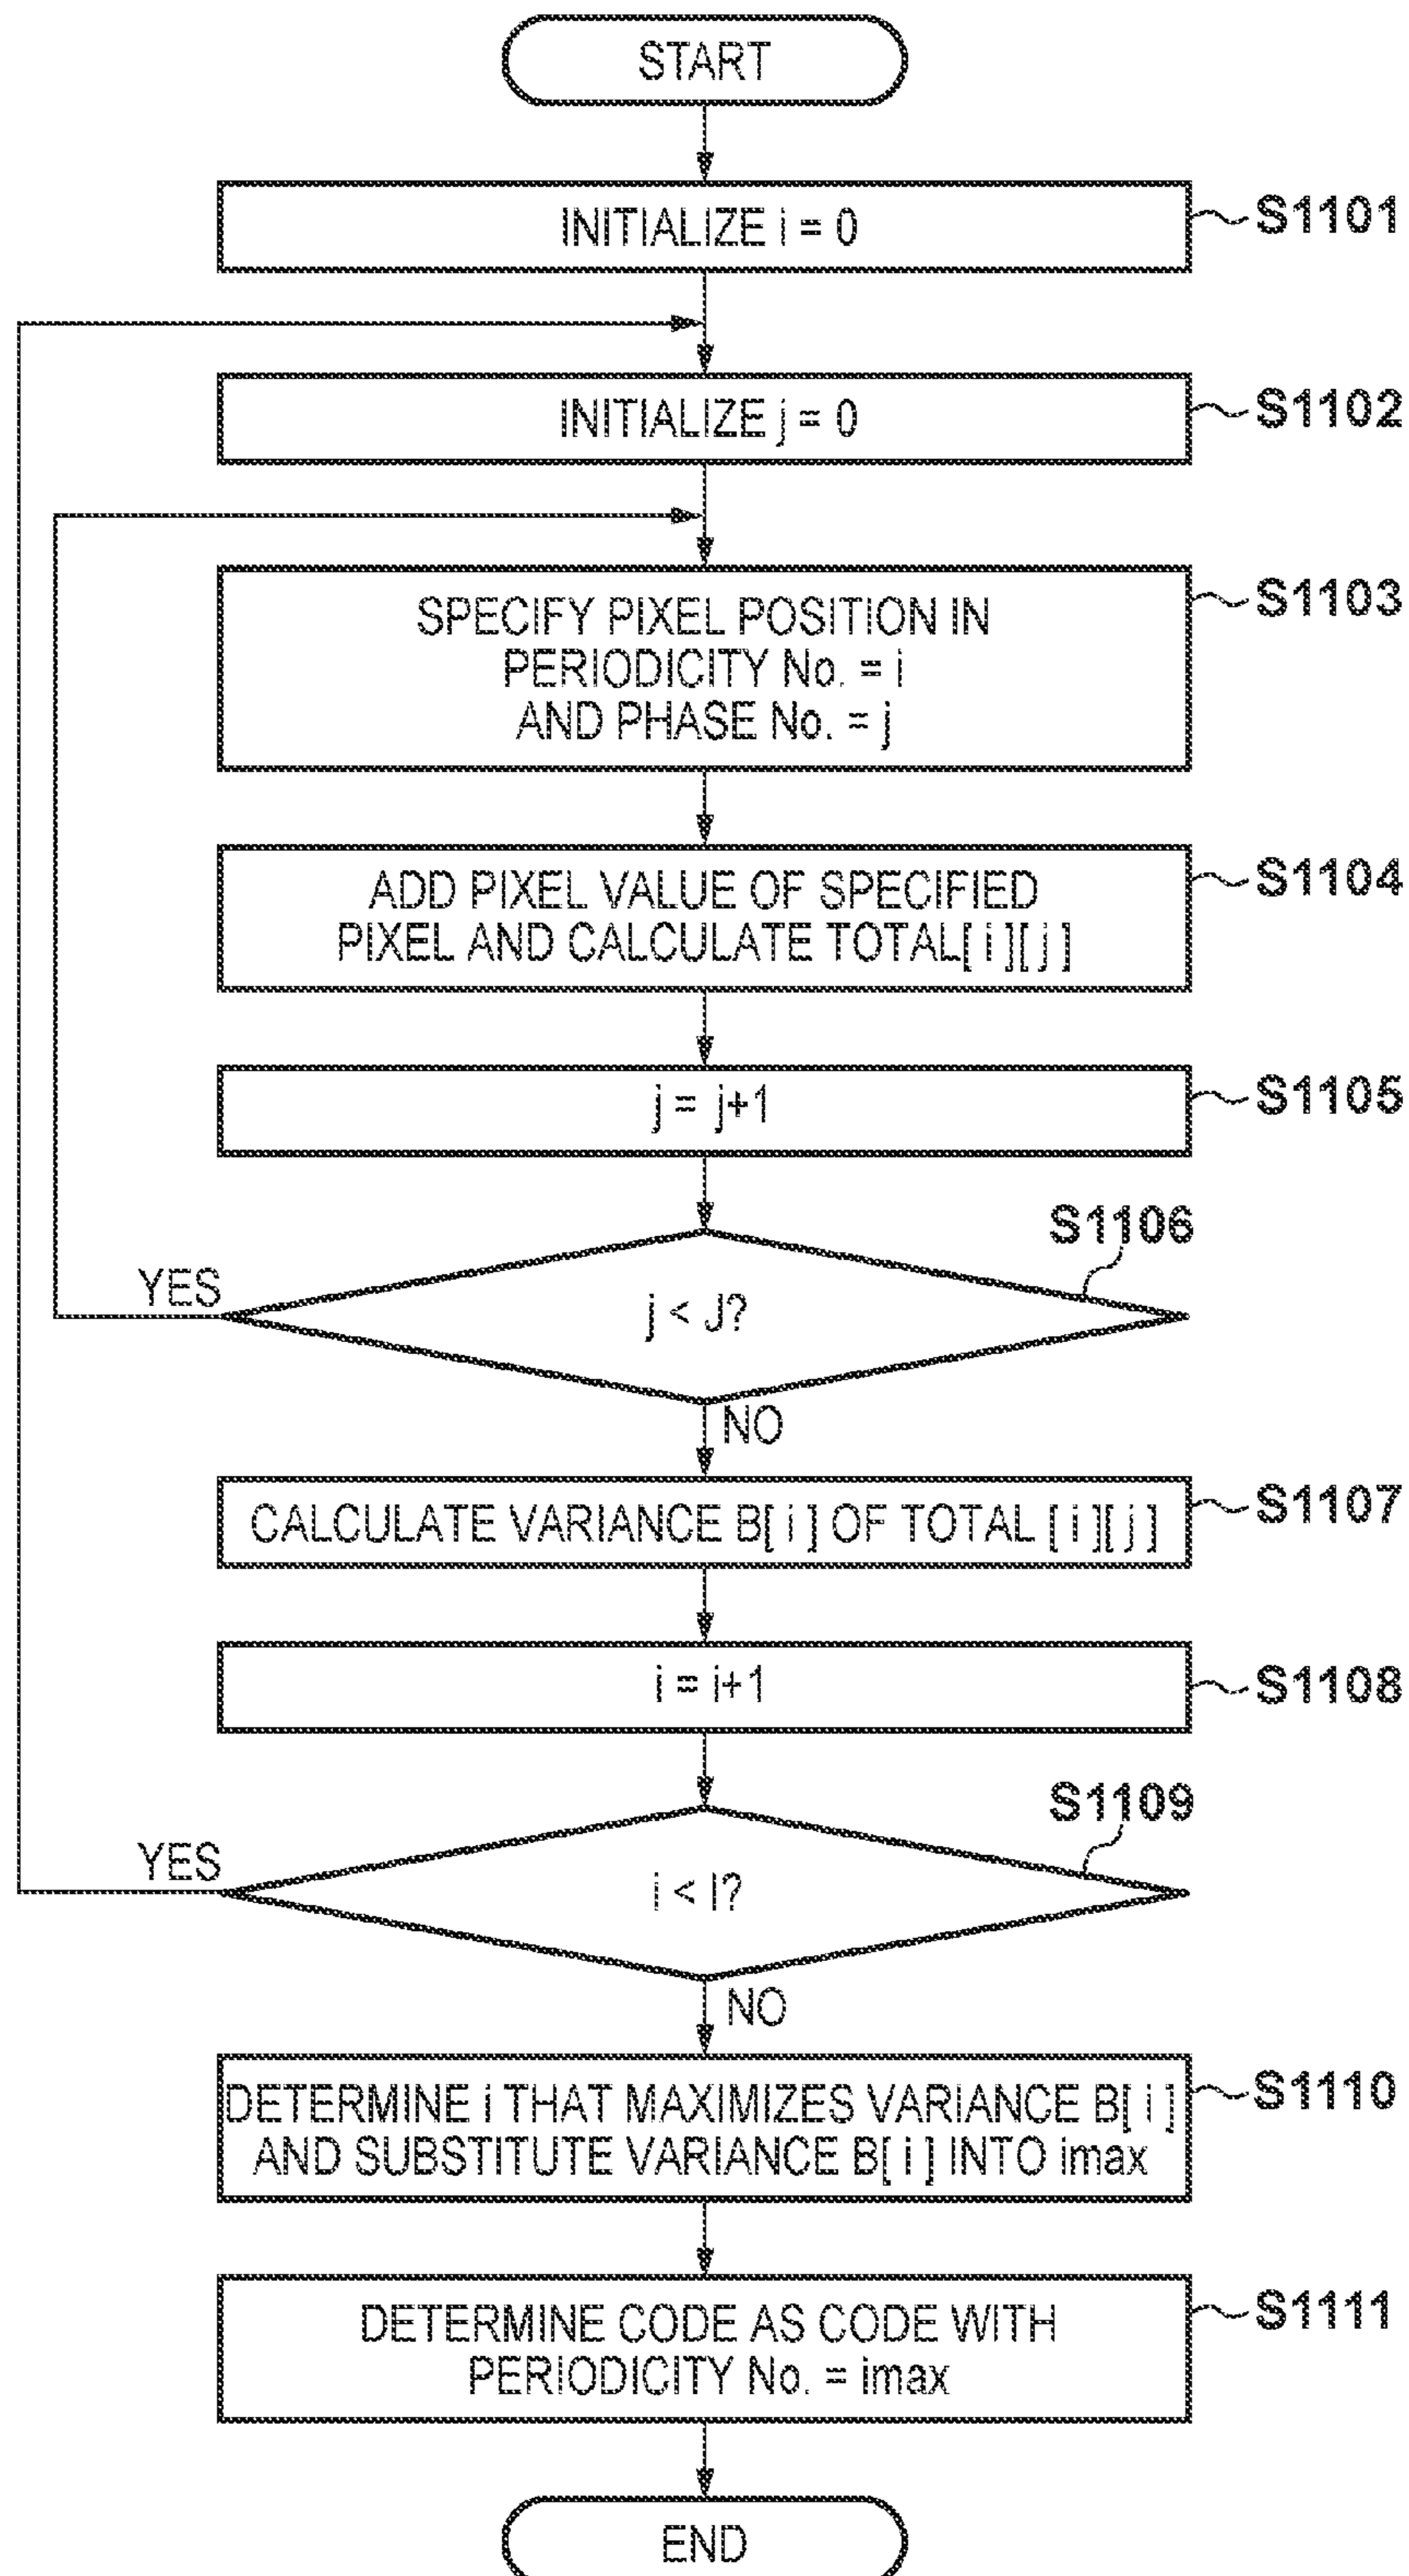 START
INITIALIZE i = 0
S1101
INITIALIZE j = 0
S1102
SPECIFY PIXEL POSITION IN
PERIODICITY No. = i
AND PHASE No. = j
S1103
ADD PIXEL VALUE OF SPECIFIED
PIXEL AND CALCULATE TOTAL[ i ][ j ]
S1104
j = j+1
S1105
S1106
YES
j < J?
NO
CALCULATE VARIANCE B[ i ] OF TOTAL [ i ][ j ]
S1107
i = i+1
S1108
S1109
YES
i < I?
NO
DETERMINE i THAT MAXIMIZES VARIANCE B[ i ]
AND SUBSTITUTE VARIANCE B[ i ] INTO imax
S1110
DETERMINE CODE AS CODE WITH
PERIODICITY No. = imax
S1111
END